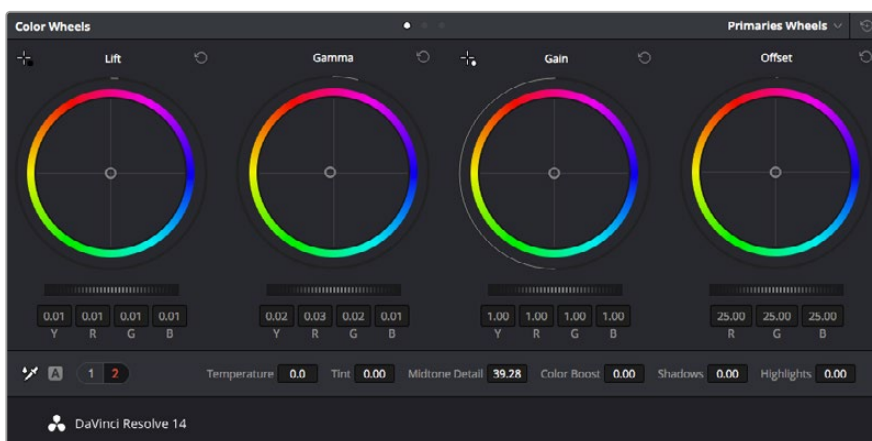 Color Wheels Primaries Wheels
Lift Gamma Gain Offset
0.01 0.01 0.01 0.01 0.02 0.03 0.02 0.01 1.00 1.00 1.00 1.00 25.00 25.00 25.00
Y R G B Y R G B Y R G B R G B
A 1 2 Temperature 0.0 Tint 0.00 Midtone Detail 39.28 Color Boost 0.00 Shadows 0.00 Highlights 0.00
DaVinci Resolve 14